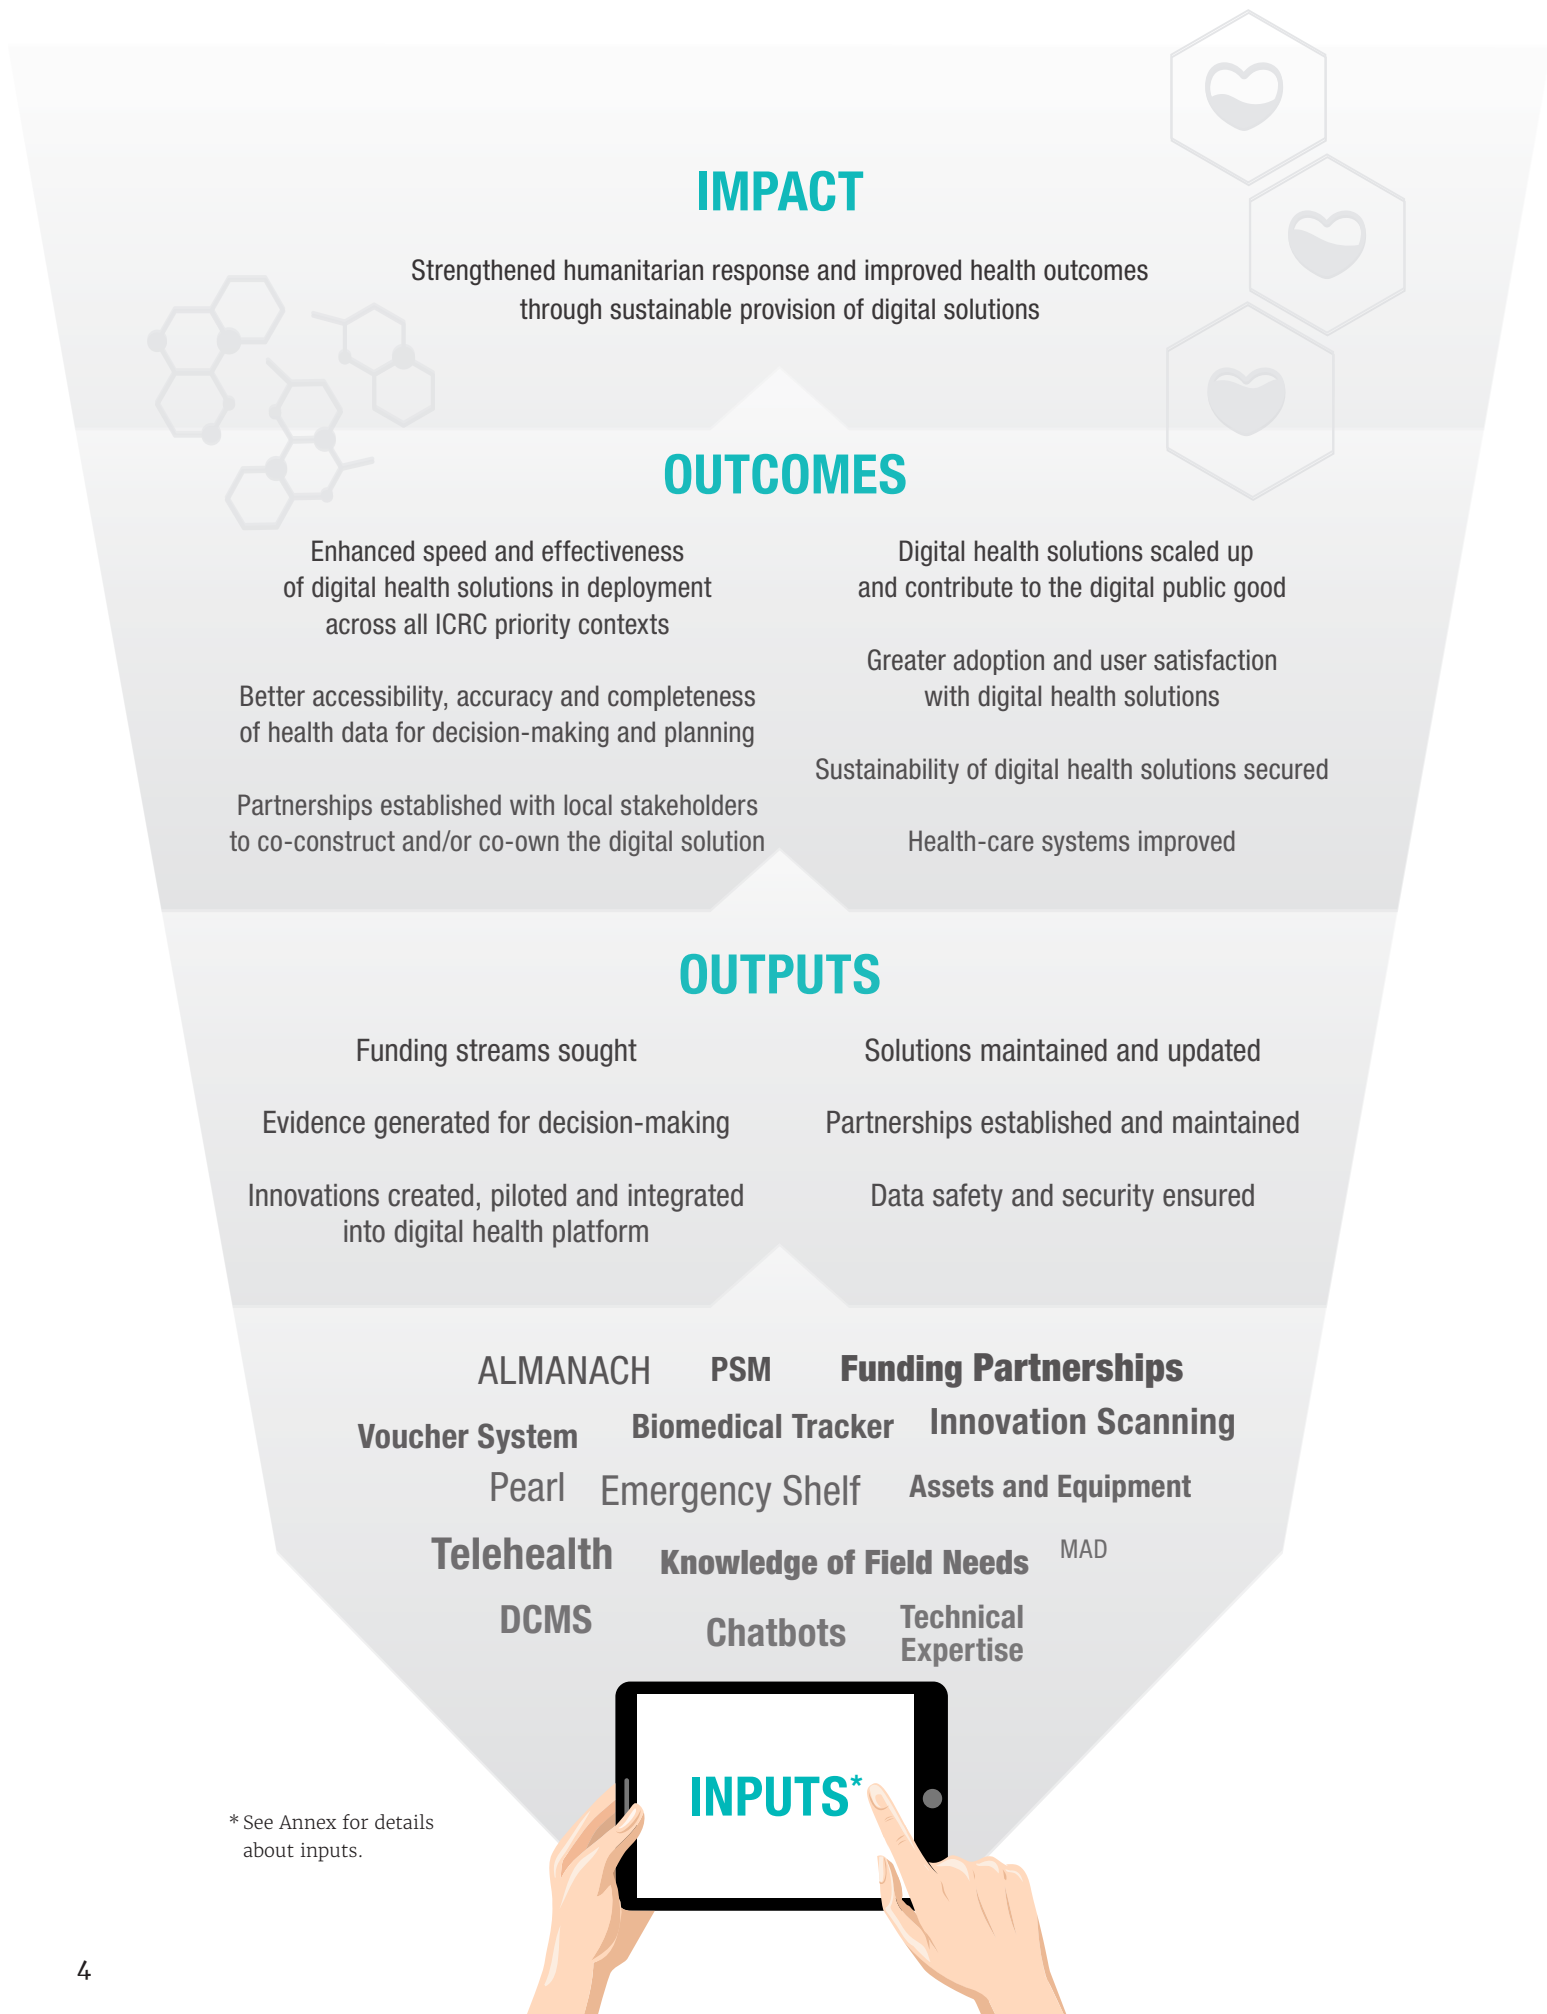 IMPACT
Strengthened humanitarian response and improved health outcomes
through sustainable provision of digital solutions
OUTCOMES
Enhanced speed and effectiveness
of digital health solutions in deployment
across all ICRC priority contexts
Better accessibility, accuracy and completeness
of health data for decision-making and planning
Partnerships established with local stakeholders
to co-construct and/or co-own the digital solution
Digital health solutions scaled up
and contribute to the digital public good
Greater adoption and user satisfaction
with digital health solutions
Sustainability of digital health solutions secured
Health-care systems improved
OUTPUTS
Funding streams sought
Evidence generated for decision-making
Innovations created, piloted and integrated
into digital health platform
Solutions maintained and updated
Partnerships established and maintained
Data safety and security ensured
ALMANACH PSM Funding Partnerships
Voucher System Biomedical Tracker Innovation Scanning
Pearl Emergency Shelf Assets and Equipment
Telehealth Knowledge of Field Needs MAD
DCMS Chatbots Technical
Expertise
INPUTS*
* See Annex for details
about inputs.
4